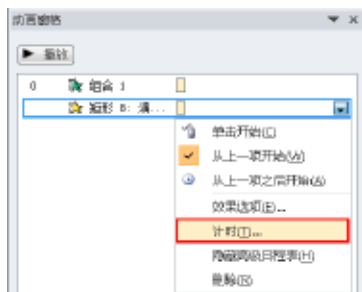 动画窗格
播放
0 组合 1
矩形 8: 满...
单击开始(C)
从上一项开始(W)
从上一项之后开始(A)
效果选项(E)...
计时(T)...
隐藏高级日程表(H)
删除(R)